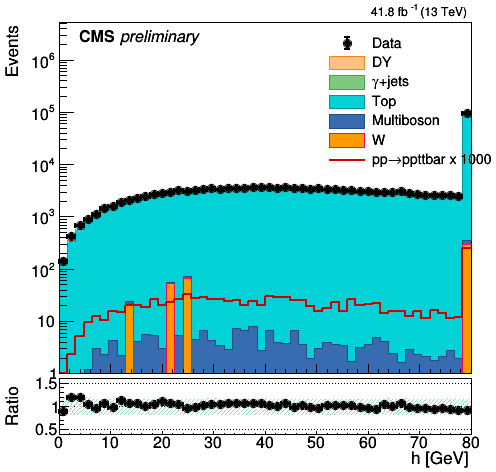 41.8 fb⁻¹ (13 TeV)
CMS preliminary
Events
10⁶
10⁵
10⁴
10³
10²
10
1
Data
DY
γ+jets
Top
Multiboson
W
pp→ppttbar x 1000
Ratio
1.5
1
0.5
0 10 20 30 40 50 60 70 80
h [GeV]